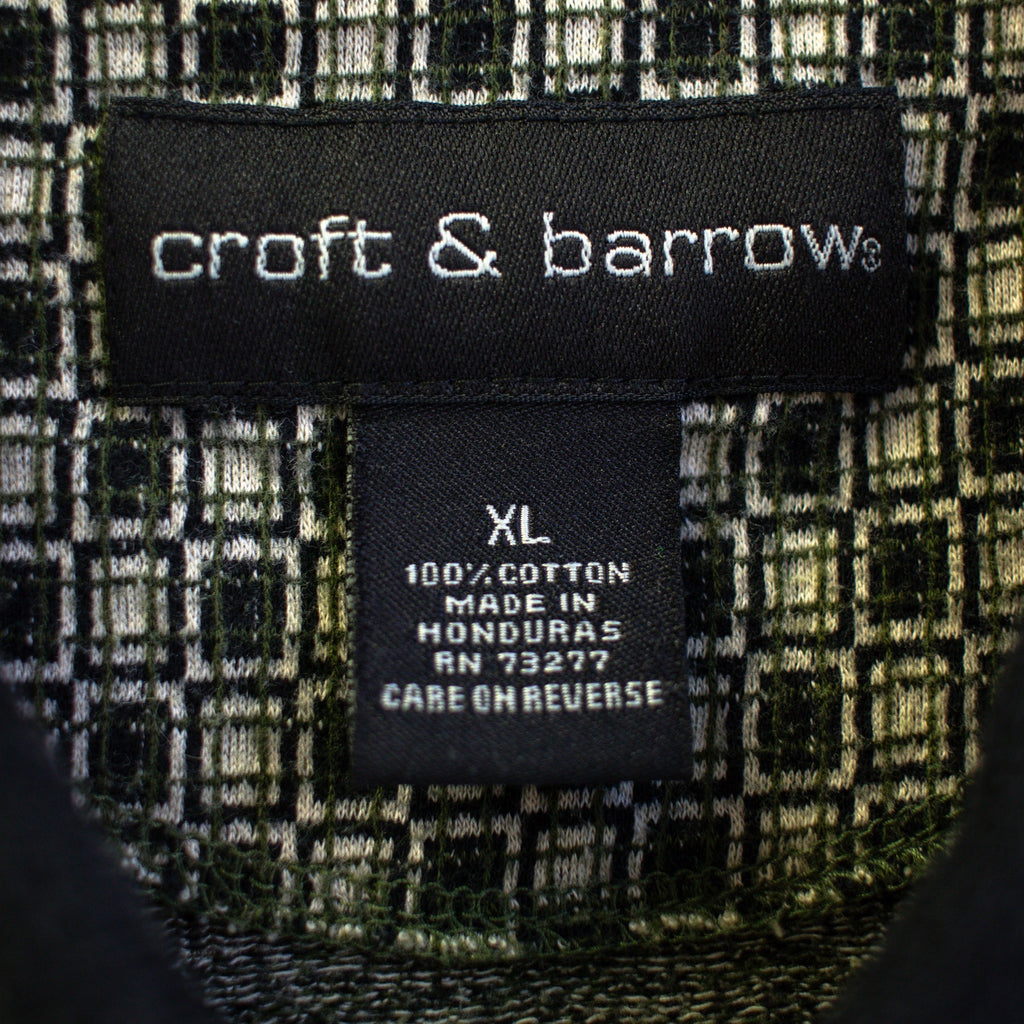 croft & barrow®
XL
100% COTTON
MADE IN
HONDURAS
RN 73277
CARE ON REVERSE